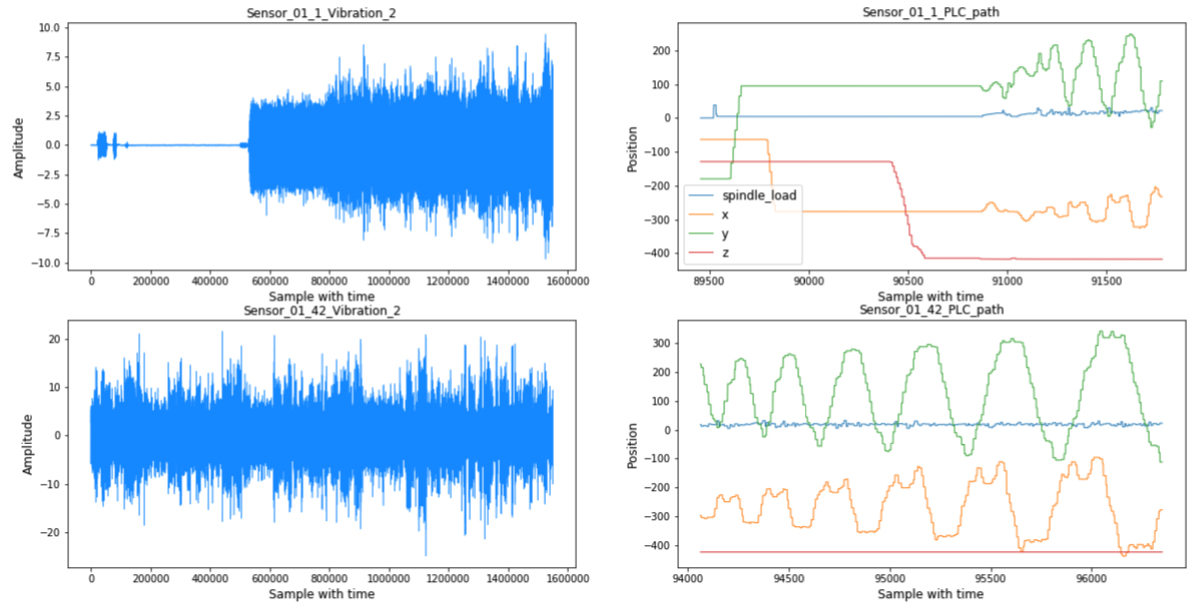 Sensor_01_1_Vibration_2
10.0
7.5
5.0
2.5
0.0
−2.5
−5.0
−7.5
−10.0
Amplitude
0 200000 400000 600000 800000 1000000 1200000 1400000 1600000
Sample with time
Sensor_01_1_PLC_path
200
100
0
−100
−200
−300
−400
Position
spindle_load
x
y
z
89500 90000 90500 91000 91500
Sample with time
Sensor_01_42_Vibration_2
20
10
0
−10
−20
Amplitude
0 200000 400000 600000 800000 1000000 1200000 1400000 1600000
Sample with time
Sensor_01_42_PLC_path
300
200
100
0
−100
−200
−300
−400
Position
94000 94500 95000 95500 96000
Sample with time